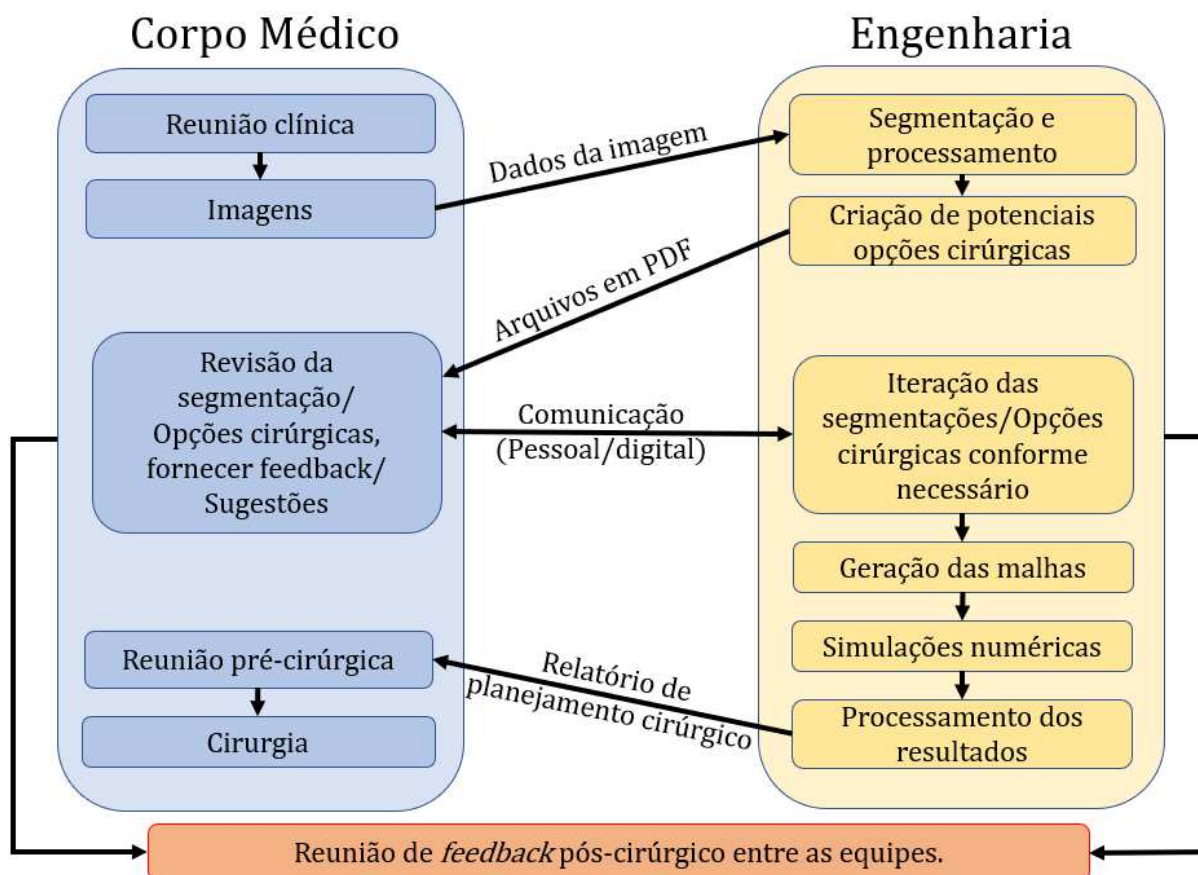 Corpo Médico
Reunião clínica
Imagens
Revisão da
segmentação/
Opções cirúrgicas,
fornecer feedback/
Sugestões
Reunião pré-cirúrgica
Cirurgia
Dados da imagem
Arquivos em PDF
Comunicação
(Pessoal/digital)
Relatório de
planejamento cirúrgico
Engenharia
Segmentação e
processamento
Criação de potenciais
opções cirúrgicas
Iteração das
segmentações/Opções
cirúrgicas conforme
necessário
Geração das malhas
Simulações numéricas
Processamento dos
resultados
Reunião de feedback pós-cirúrgico entre as equipes.